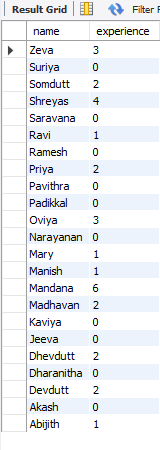 Result Grid Filter R
name experience
Zeva 3
Suriya 0
Somdutt 2
Shreyas 4
Saravana 0
Ravi 1
Ramesh 0
Priya 2
Pavithra 0
Padikkal 0
Oviya 3
Narayanan 0
Mary 1
Manish 1
Mandana 6
Madhavan 2
Kaviya 0
Jeeva 0
Dhevdutt 2
Dharanitha 0
Devdutt 2
Akash 0
Abijith 1